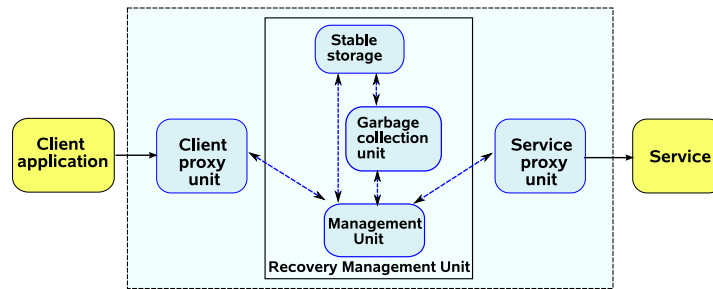 Stable
storage
Client
application
Client
proxy
unit
Garbage
collection
unit
Service
proxy
unit
Service
Management
Unit
Recovery Management Unit